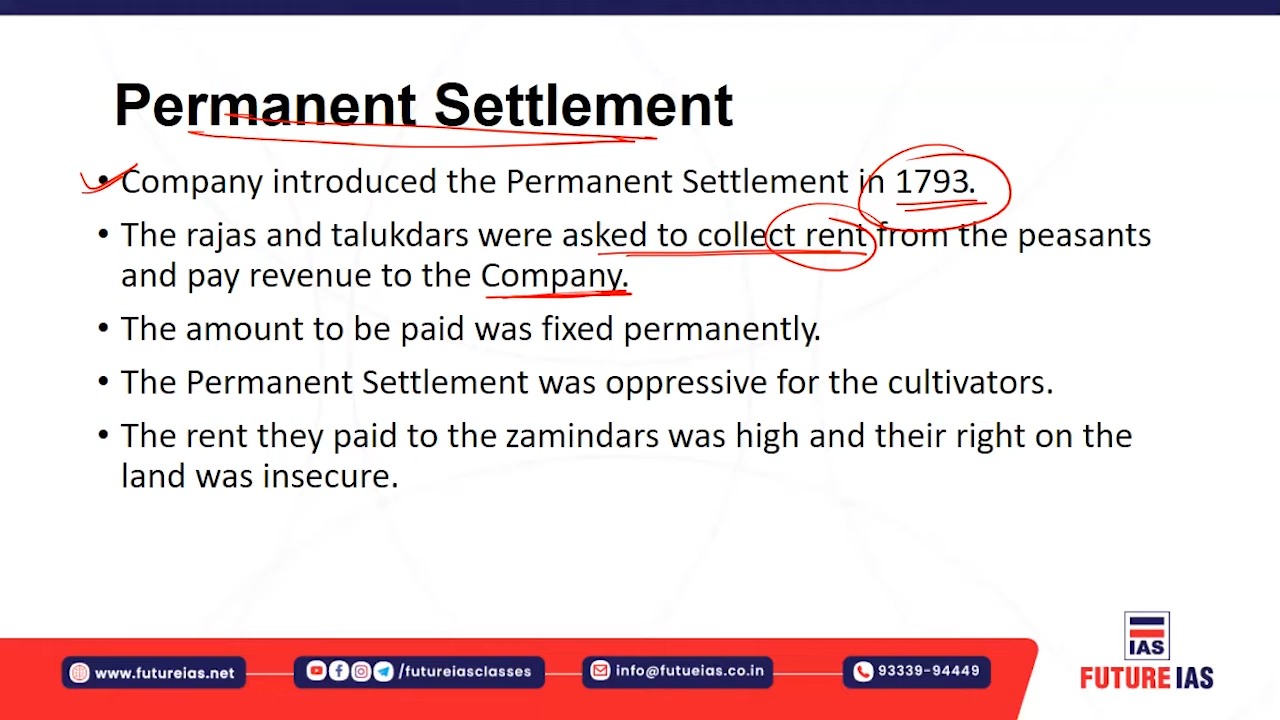 Permanent Settlement
• Company introduced the Permanent Settlement in 1793.
• The rajas and talukdars were asked to collect rent from the peasants
and pay revenue to the Company.
• The amount to be paid was fixed permanently.
• The Permanent Settlement was oppressive for the cultivators.
• The rent they paid to the zamindars was high and their right on the
land was insecure.
IAS
FUTURE IAS
www.futureias.net
/futureiasclasses
info@futueias.co.in
93339-94449